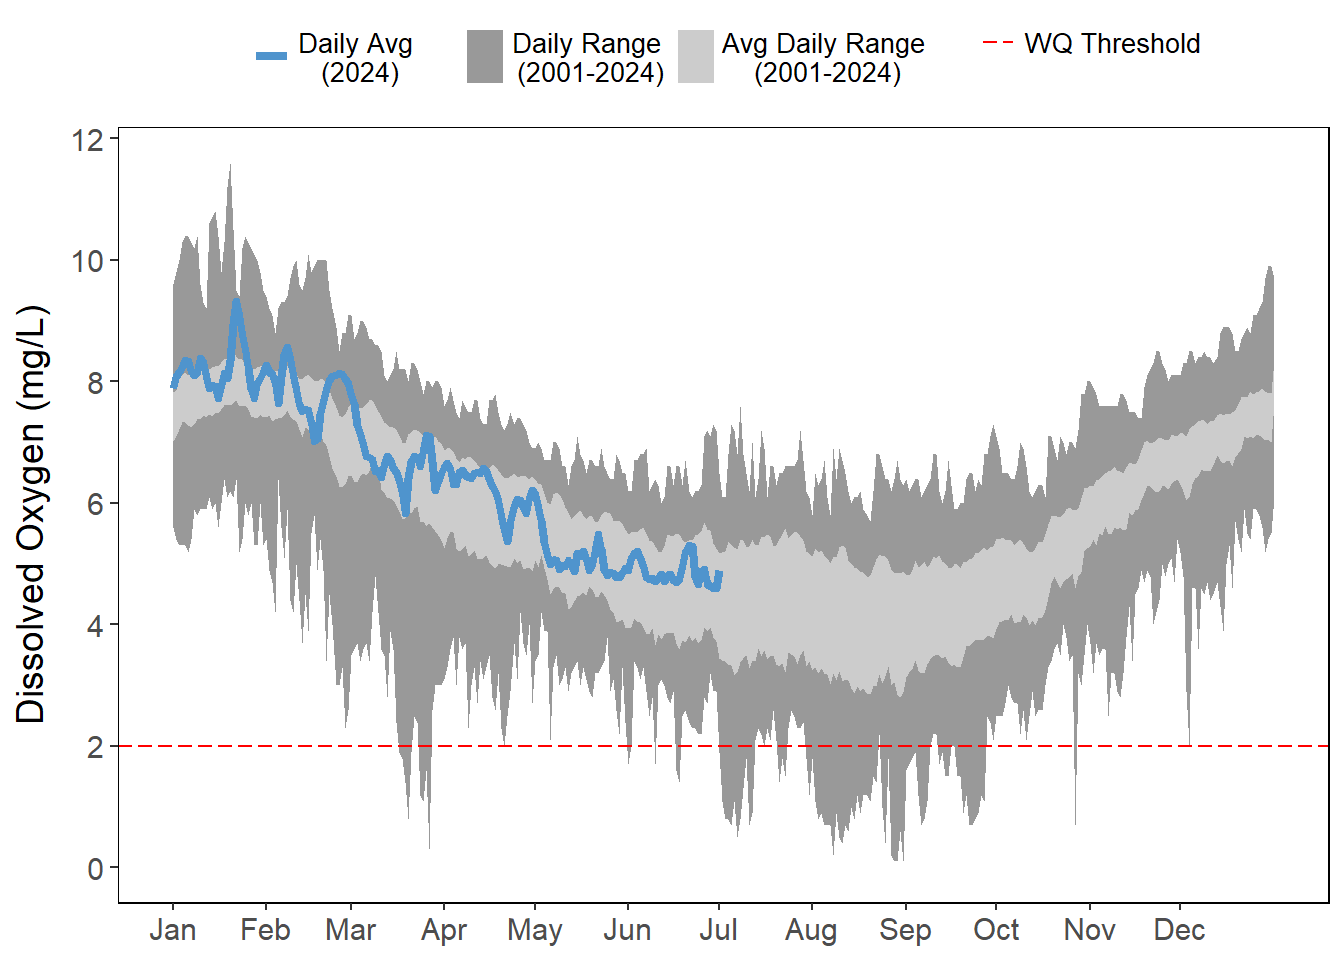 Daily Avg
(2024)
Daily Range
(2001-2024)
Avg Daily Range
(2001-2024)
WQ Threshold
Dissolved Oxygen (mg/L)
12
10
8
6
4
2
0
Jan Feb Mar Apr May Jun Jul Aug Sep Oct Nov Dec